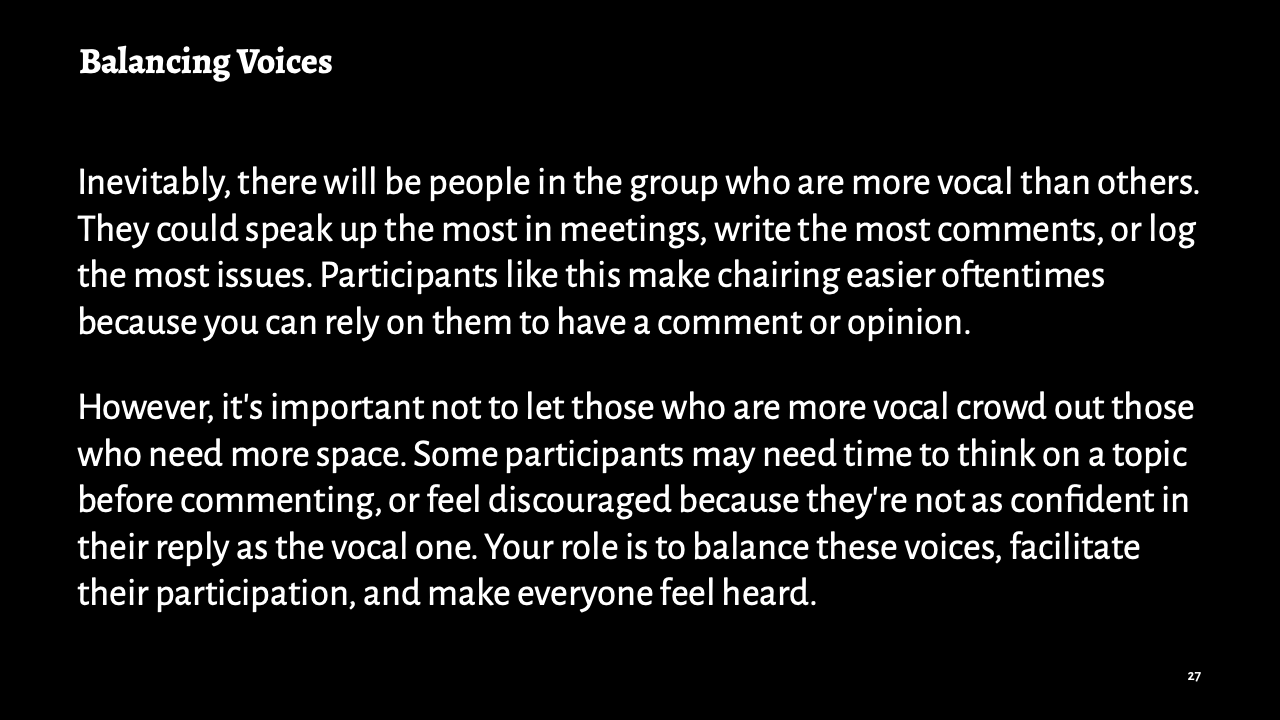 Balancing Voices
Inevitably, there will be people in the group who are more vocal than others.
They could speak up the most in meetings, write the most comments, or log
the most issues. Participants like this make chairing easier oftentimes
because you can rely on them to have a comment or opinion.
However, it's important not to let those who are more vocal crowd out those
who need more space. Some participants may need time to think on a topic
before commenting, or feel discouraged because they're not as confident in
their reply as the vocal one. Your role is to balance these voices, facilitate
their participation, and make everyone feel heard.
27